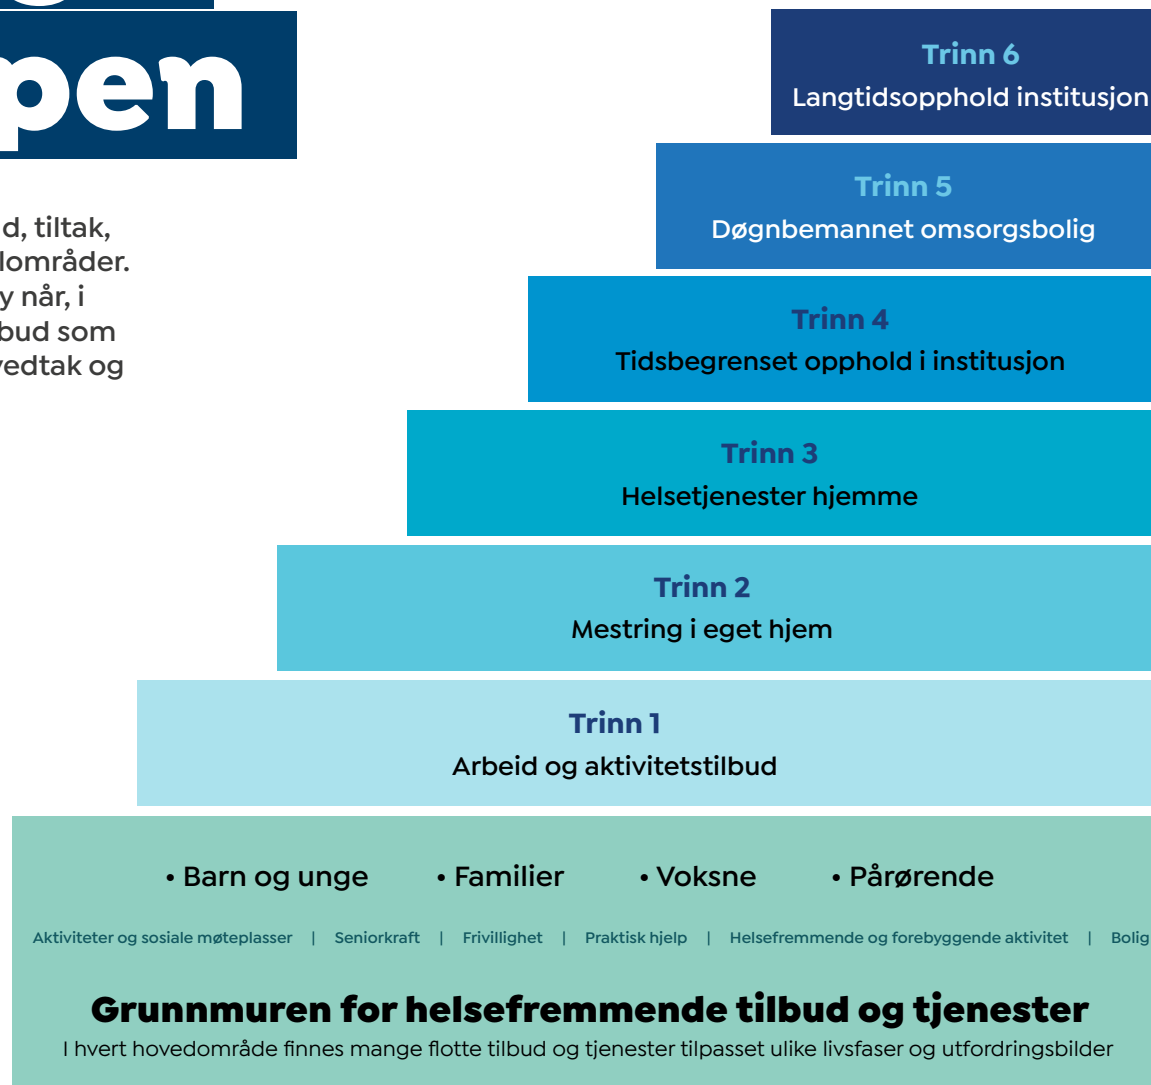 pen
d, tiltak,
lområder.
y når, i
bud som
vedtak og
Trinn 6
Langtidsopphold institusjon
Trinn 5
Døgnbemannet omsorgsbolig
Trinn 4
Tidsbegrenset opphold i institusjon
Trinn 3
Helsetjenester hjemme
Trinn 2
Mestring i eget hjem
Trinn 1
Arbeid og aktivitetstilbud
• Barn og unge • Familier • Voksne • Pårørende
Aktiviteter og sosiale møteplasser | Seniorkraft | Frivillighet | Praktisk hjelp | Helsefremmende og forebyggende aktivitet | Bolig
Grunnmuren for helsefremmende tilbud og tjenester
I hvert hovedområde finnes mange flotte tilbud og tjenester tilpasset ulike livsfaser og utfordringsbilder